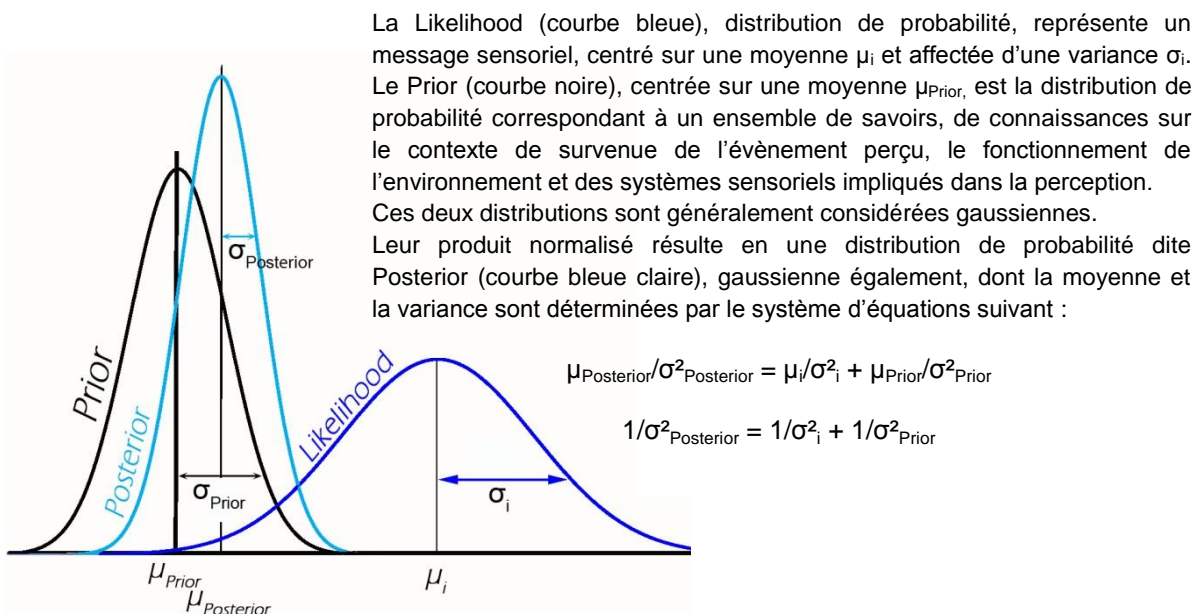 La Likelihood (courbe bleue), distribution de probabilité, représente un
message sensoriel, centré sur une moyenne µi et affectée d’une variance σi.
Le Prior (courbe noire), centrée sur une moyenne µPrior, est la distribution de
probabilité correspondant à un ensemble de savoirs, de connaissances sur
le contexte de survenue de l’évènement perçu, le fonctionnement de
l’environnement et des systèmes sensoriels impliqués dans la perception.
Ces deux distributions sont généralement considérées gaussiennes.
Leur produit normalisé résulte en une distribution de probabilité dite
Posterior (courbe bleue claire), gaussienne également, dont la moyenne et
la variance sont déterminées par le système d’équations suivant :
µPosterior/σ²Posterior = µi/σ²i + µPrior/σ²Prior
1/σ²Posterior = 1/σ²i + 1/σ²Prior
σPosterior
Prior
Posterior
Likelihood
σPrior
σi
µPrior
µPosterior
µi